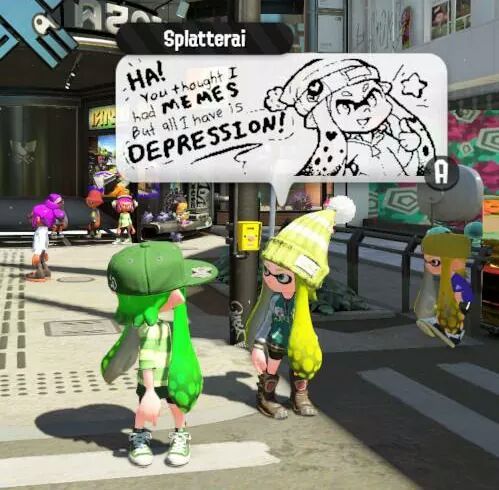 Splatterai
HA!
You thought I
had MEMES
But all I have is
DEPRESSION!
A